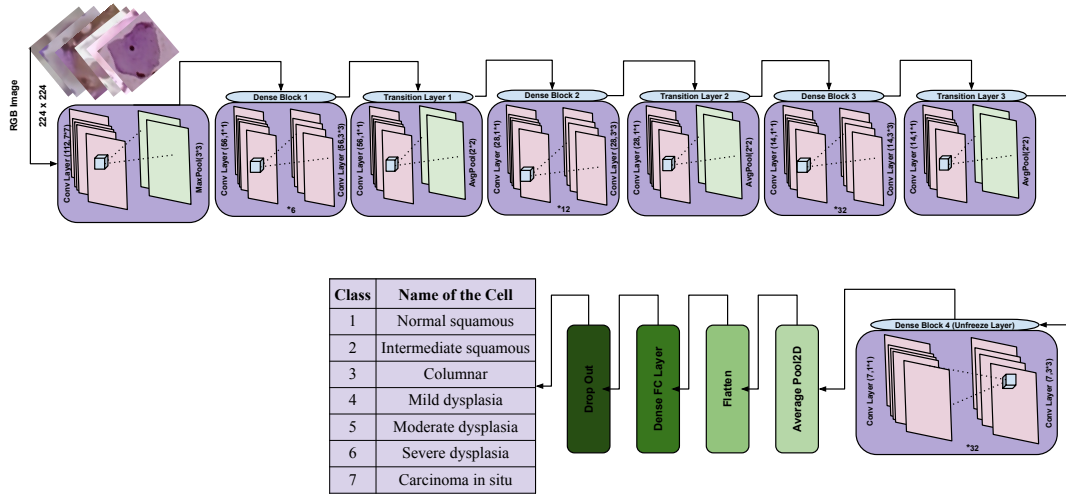 RGB Image
224 x 224
Conv Layer (112,7*7)
MaxPool(3*3)
Dense Block 1
Conv Layer (56,1*1)
Conv Layer (56,3*3)
*6
Transition Layer 1
Conv Layer (56,1*1)
AvgPool(2*2)
Dense Block 2
Conv Layer (28,1*1)
Conv Layer (28,3*3)
*12
Transition Layer 2
Conv Layer (28,1*1)
AvgPool(2*2)
Dense Block 3
Conv Layer (14,1*1)
Conv Layer (14,3*3)
*32
Transition Layer 3
Conv Layer (14,1*1)
AvgPool(2*2)
Dense Block 4 (Unfreeze Layer)
Conv Layer (7,1*1)
Conv Layer (7,3*3)
*32
Average Pool2D
Flatten
Dense FC Layer
Drop Out
Class Name of the Cell
1 Normal squamous
2 Intermediate squamous
3 Columnar
4 Mild dysplasia
5 Moderate dysplasia
6 Severe dysplasia
7 Carcinoma in situ